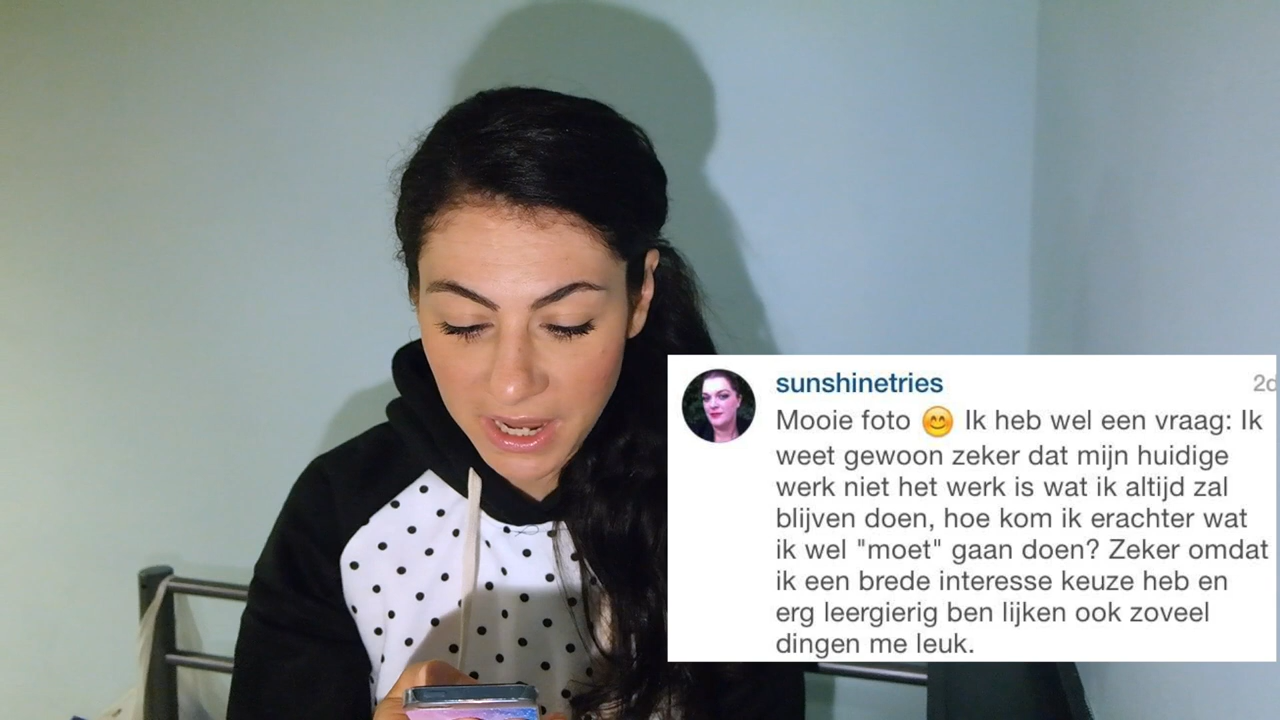 sunshinetries
Mooie foto 😊 Ik heb wel een vraag: Ik
weet gewoon zeker dat mijn huidige
werk niet het werk is wat ik altijd zal
blijven doen, hoe kom ik erachter wat
ik wel "moet" gaan doen? Zeker omdat
ik een brede interesse keuze heb en
erg leergierig ben lijken ook zoveel
dingen me leuk.